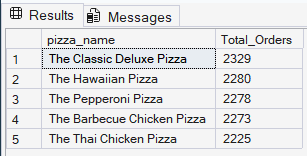 Results Messages
pizza_name Total_Orders
1 The Classic Deluxe Pizza 2329
2 The Hawaiian Pizza 2280
3 The Pepperoni Pizza 2278
4 The Barbecue Chicken Pizza 2273
5 The Thai Chicken Pizza 2225